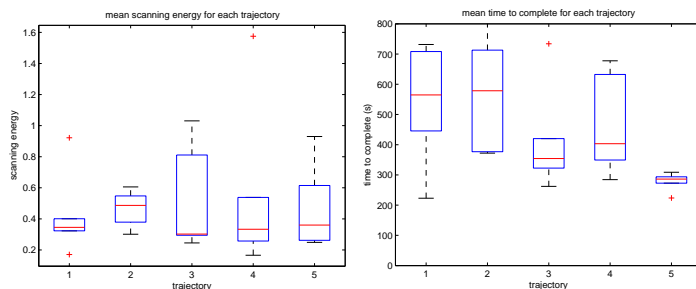 mean scanning energy for each trajectory
1.6
1.4
1.2
1
0.8
0.6
0.4
0.2
scanning energy
1 2 3 4 5
trajectory
mean time to complete for each trajectory
800
700
600
500
400
300
200
100
0
time to complete (s)
1 2 3 4 5
trajectory